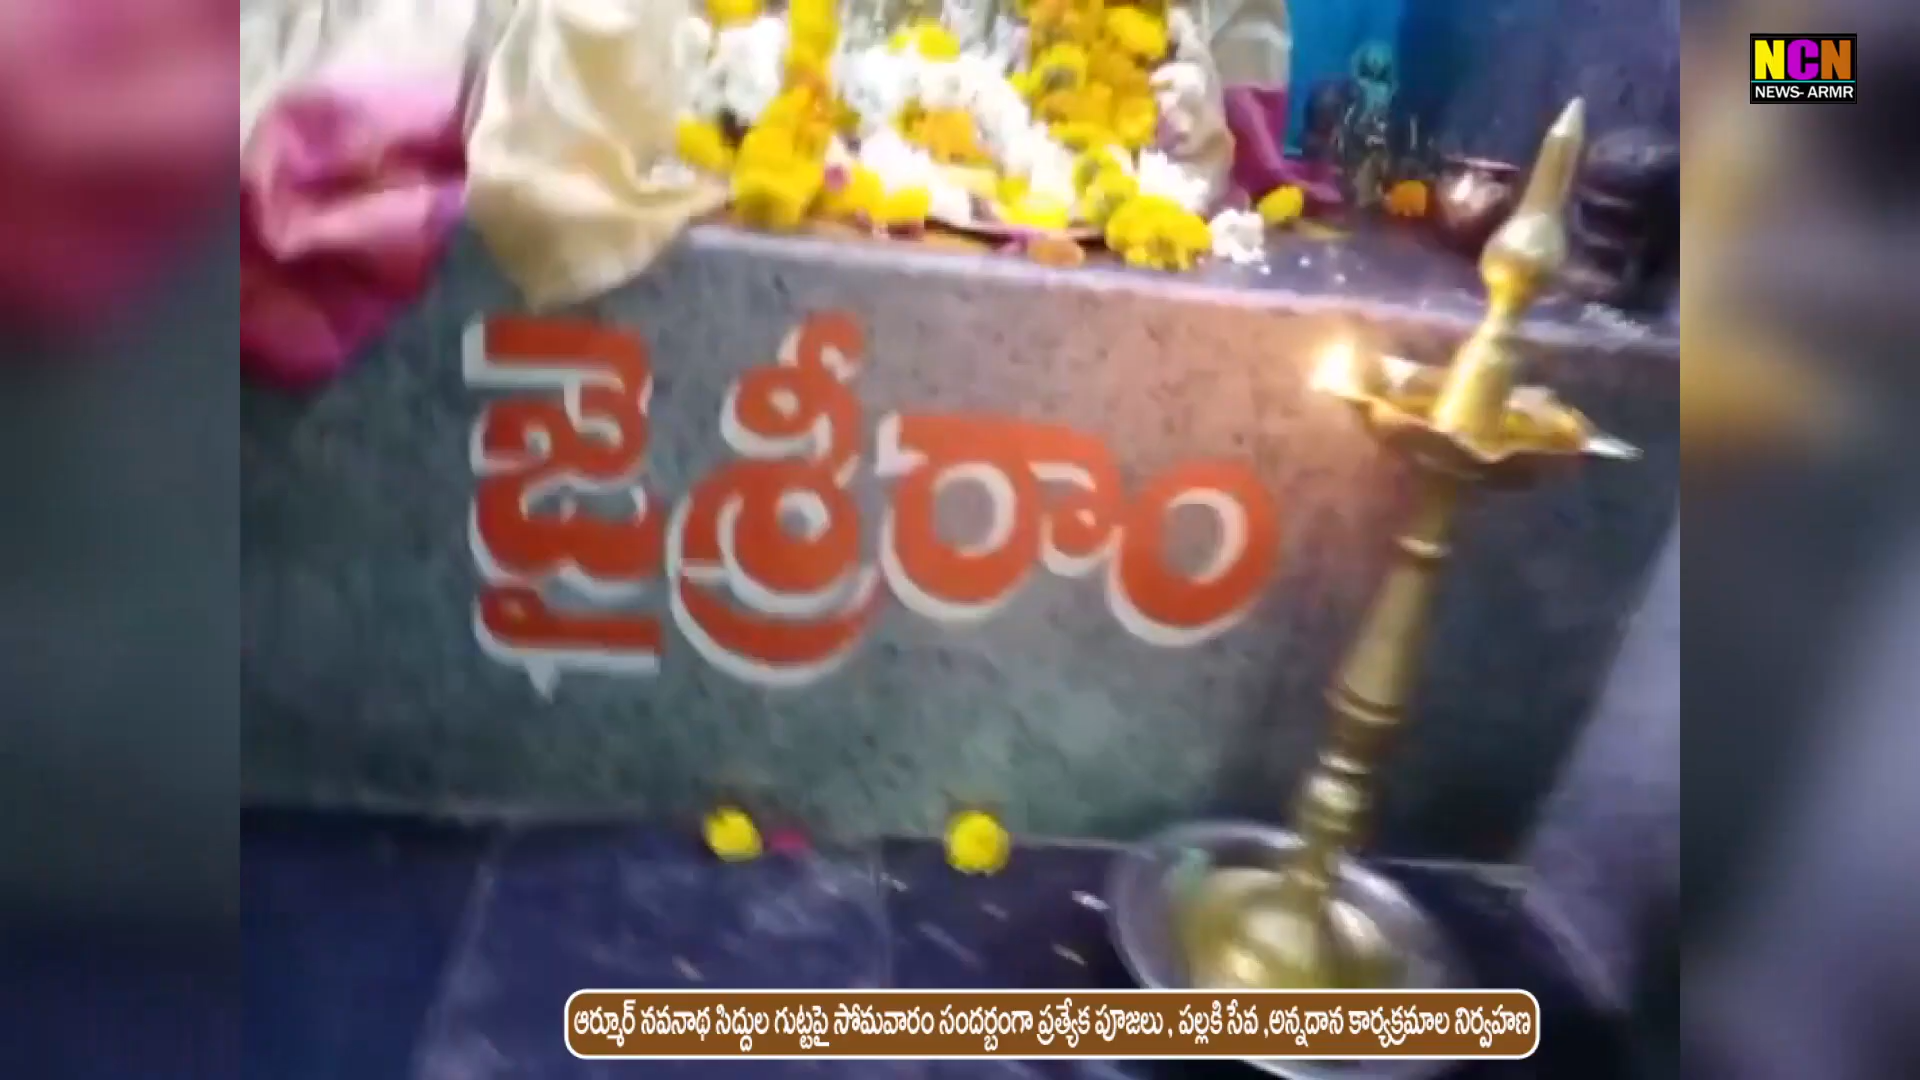 NCN
NEWS- ARMR
జై శ్రీరాం
ఆర్మూర్ నవనాథ సిద్దుల గుట్టపై సోమవారం సందర్భంగా ప్రత్యేక పూజలు , పల్లకి సేవ ,అన్నదాన కార్యక్రమాల నిర్వహణ